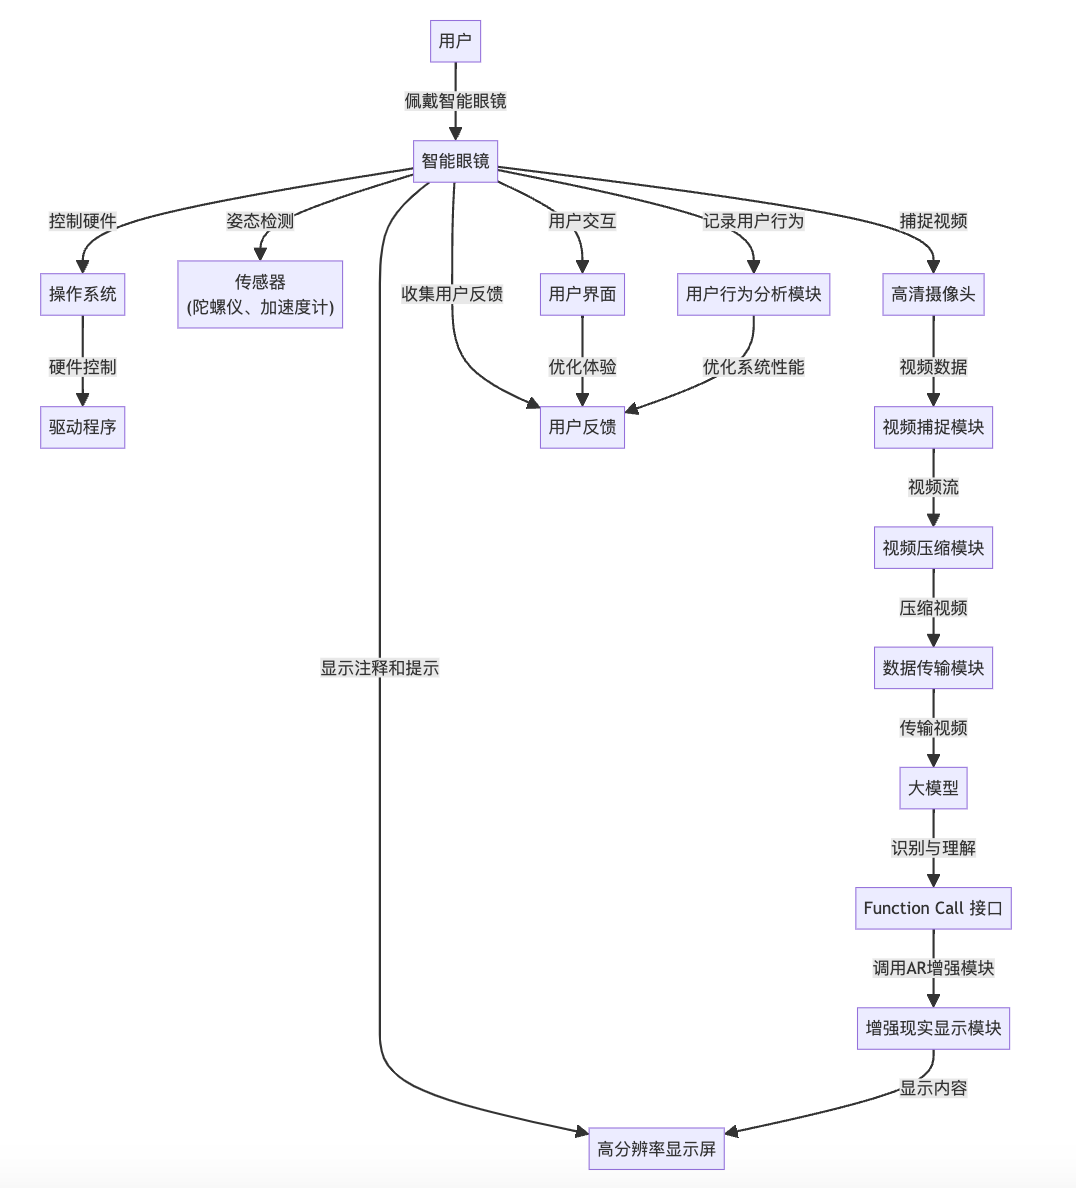 用户
佩戴智能眼镜
智能眼镜
控制硬件
姿态检测
用户交互
记录用户行为
捕捉视频
操作系统
传感器
(陀螺仪、加速度计)
收集用户反馈
用户界面
用户行为分析模块
高清摄像头
硬件控制
优化体验
优化系统性能
视频数据
驱动程序
用户反馈
视频捕捉模块
视频流
视频压缩模块
压缩视频
显示注释和提示
数据传输模块
传输视频
大模型
识别与理解
Function Call 接口
调用AR增强模块
增强现实显示模块
显示内容
高分辨率显示屏